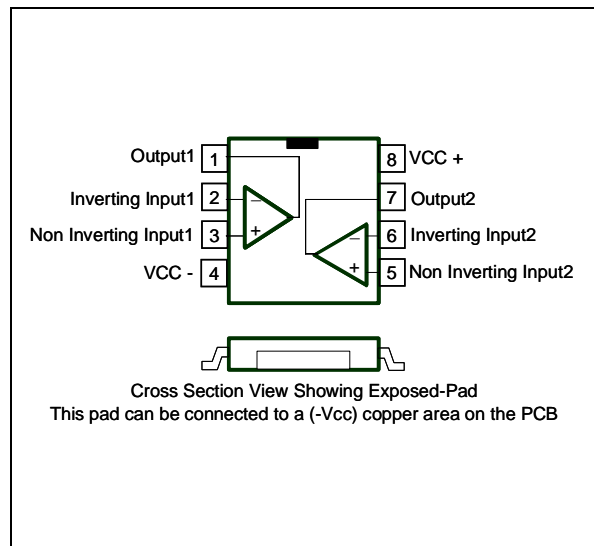 Output1 1
Inverting Input1 2
Non Inverting Input1 3
VCC - 4
8 VCC +
7 Output2
6 Inverting Input2
5 Non Inverting Input2
−
+
−
+
Cross Section View Showing Exposed-Pad
This pad can be connected to a (-Vcc) copper area on the PCB